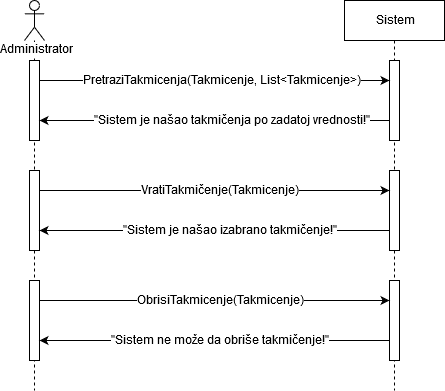 Sistem
Administrator
PretraziTakmicenja(Takmicenje, List<Takmicenje>)
"Sistem je našao takmičenja po zadatoj vrednosti!"
VratiTakmičenje(Takmicenje)
"Sistem je našao izabrano takmičenje!"
ObrisiTakmicenje(Takmicenje)
"Sistem ne može da obriše takmičenje!"